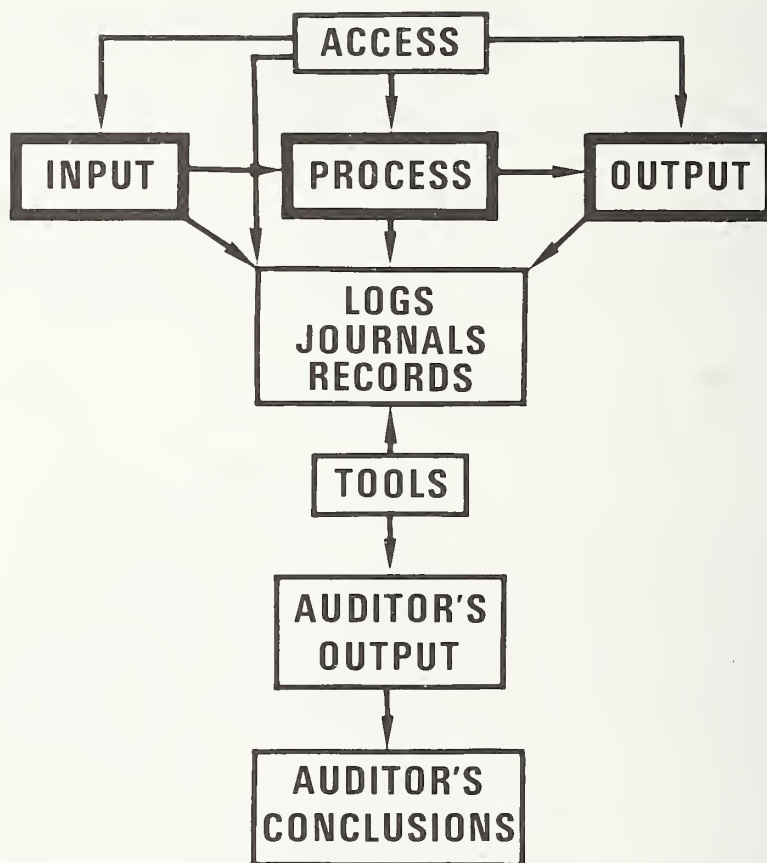 ACCESS
INPUT
PROCESS
OUTPUT
LOGS
JOURNALS
RECORDS
TOOLS
AUDITOR'S
OUTPUT
AUDITOR'S
CONCLUSIONS